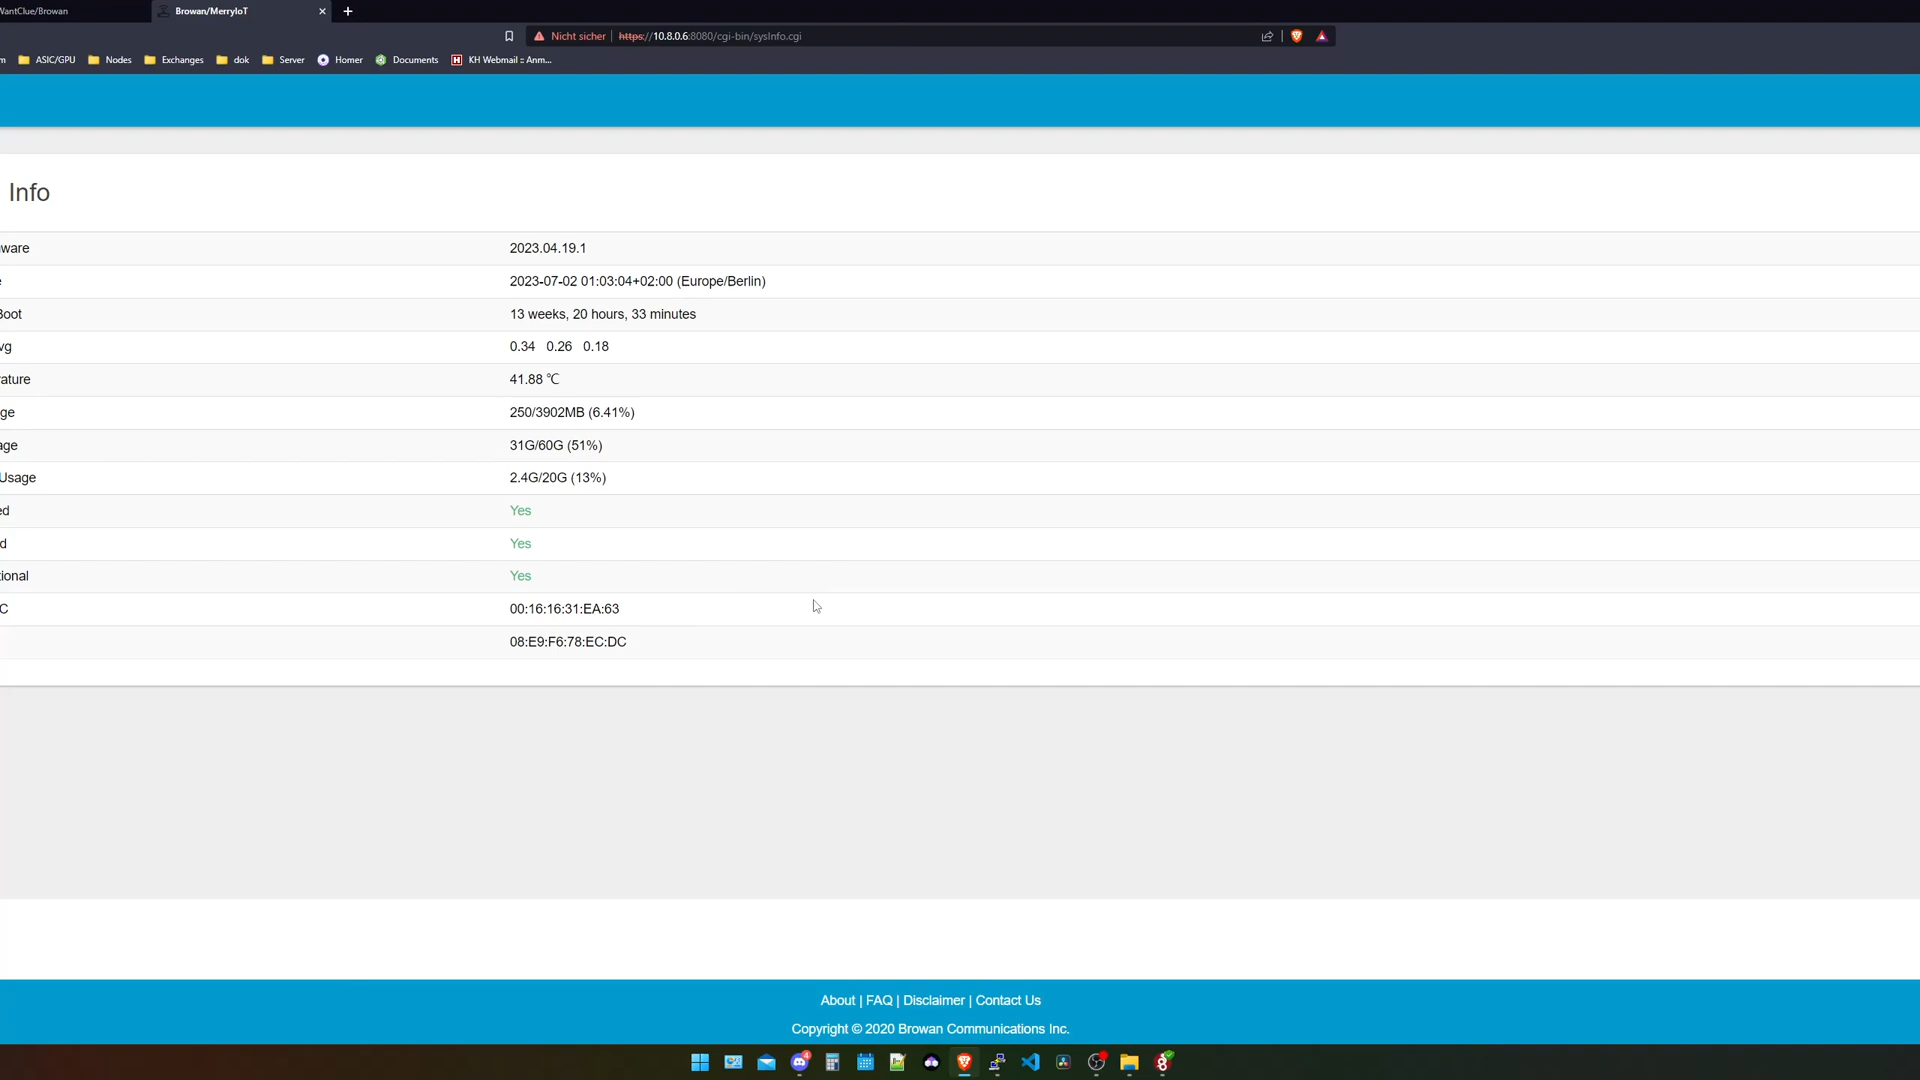 WantClue/Browan
Browan/MerryIoT
Nicht sicher | https://10.8.0.6:8080/cgi-bin/sysInfo.cgi
m ASIC/GPU Nodes Exchanges dok Server Homer Documents KH Webmail :: Anm...
Info
ware 2023.04.19.1
e 2023-07-02 01:03:04+02:00 (Europe/Berlin)
Boot 13 weeks, 20 hours, 33 minutes
vg 0.34 0.26 0.18
rature 41.88 ℃
ge 250/3902MB (6.41%)
age 31G/60G (51%)
Usage 2.4G/20G (13%)
ed Yes
d Yes
tional Yes
C 00:16:16:31:EA:63
08:E9:F6:78:EC:DC
About | FAQ | Disclaimer | Contact Us
Copyright © 2020 Browan Communications Inc.
4